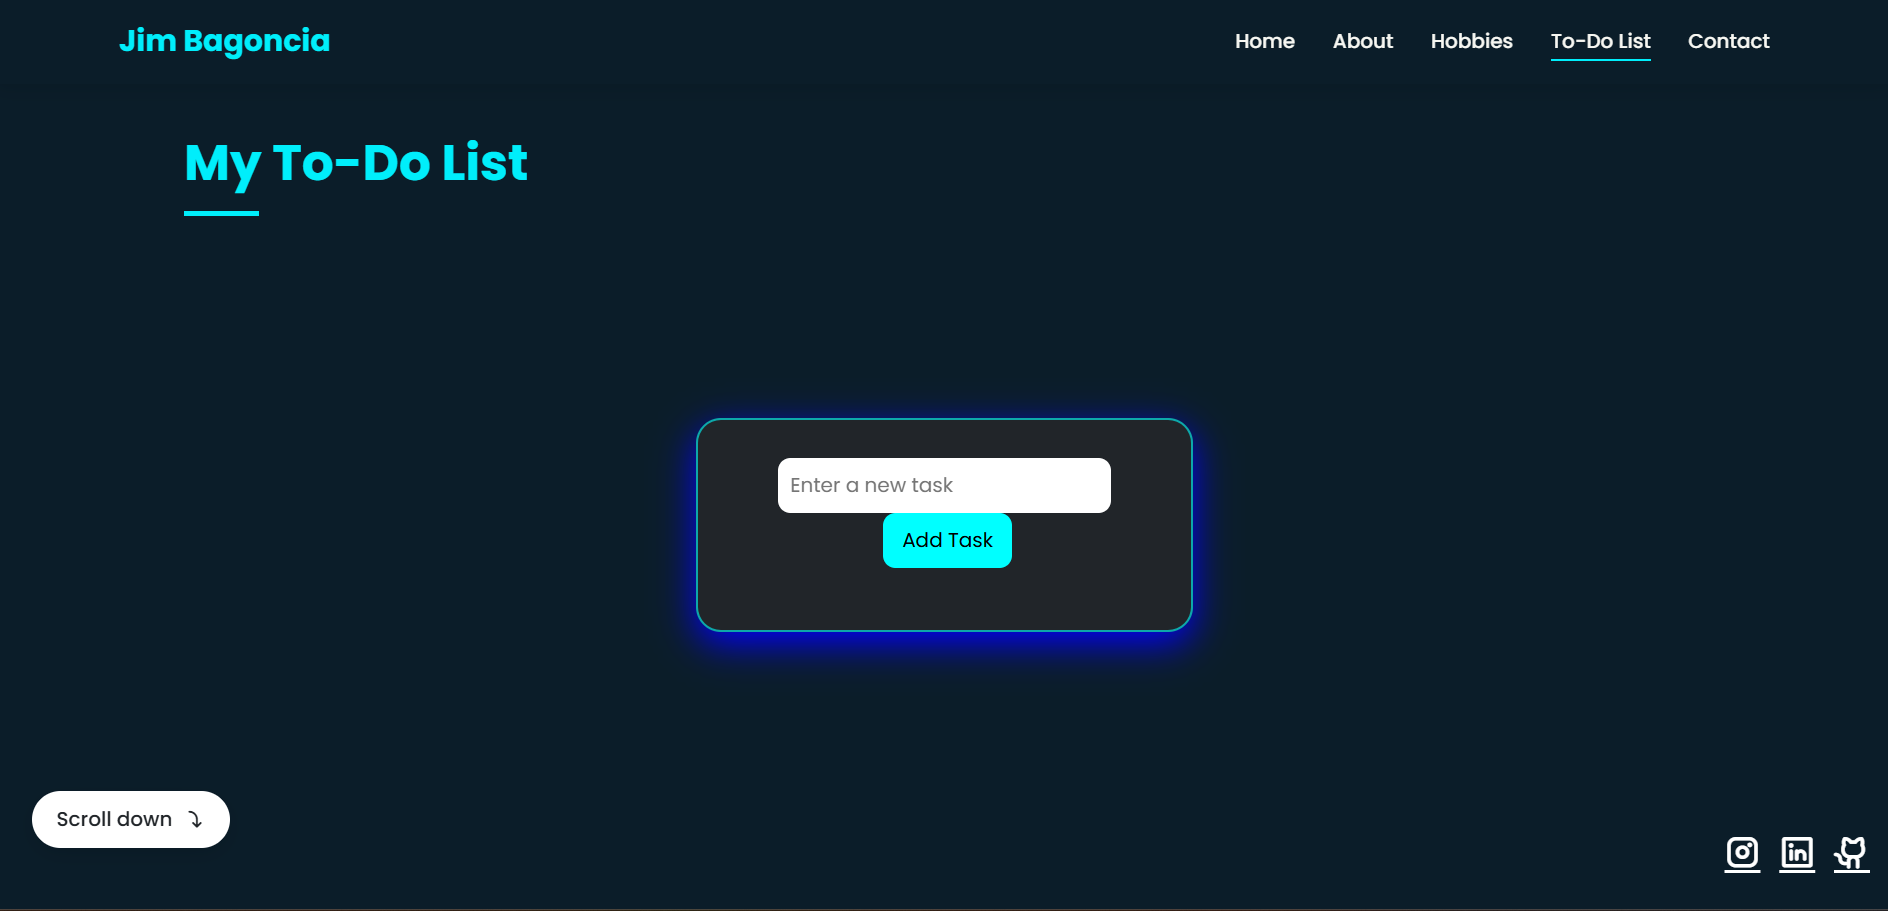 Jim Bagoncia
Home About Hobbies To-Do List Contact
My To-Do List
Enter a new task
Add Task
Scroll down
in